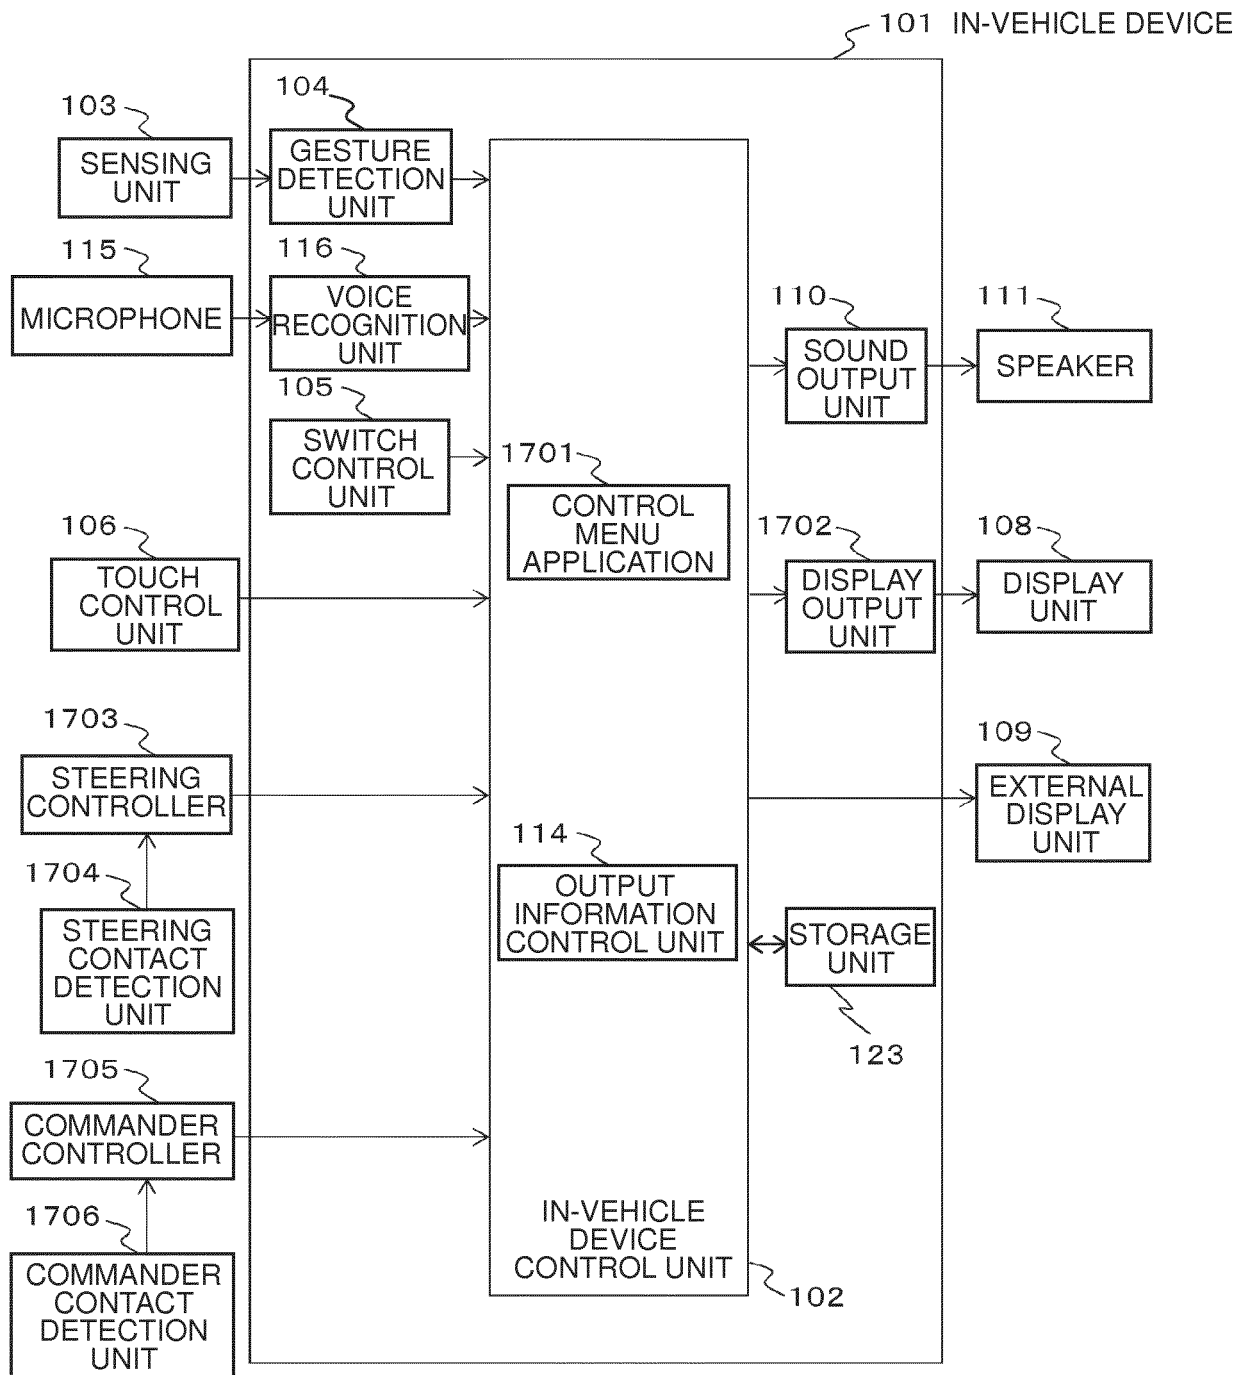 101 IN-VEHICLE DEVICE
103
SENSING
UNIT
104
GESTURE
DETECTION
UNIT
115
MICROPHONE
116
VOICE
RECOGNITION
UNIT
105
SWITCH
CONTROL
UNIT
106
TOUCH
CONTROL
UNIT
1703
STEERING
CONTROLLER
1704
STEERING
CONTACT
DETECTION
UNIT
1705
COMMANDER
CONTROLLER
1706
COMMANDER
CONTACT
DETECTION
UNIT
1701
CONTROL
MENU
APPLICATION
114
OUTPUT
INFORMATION
CONTROL UNIT
IN-VEHICLE
DEVICE
CONTROL UNIT
102
110
SOUND
OUTPUT
UNIT
111
SPEAKER
1702
DISPLAY
OUTPUT
UNIT
108
DISPLAY
UNIT
109
EXTERNAL
DISPLAY
UNIT
STORAGE
UNIT
123